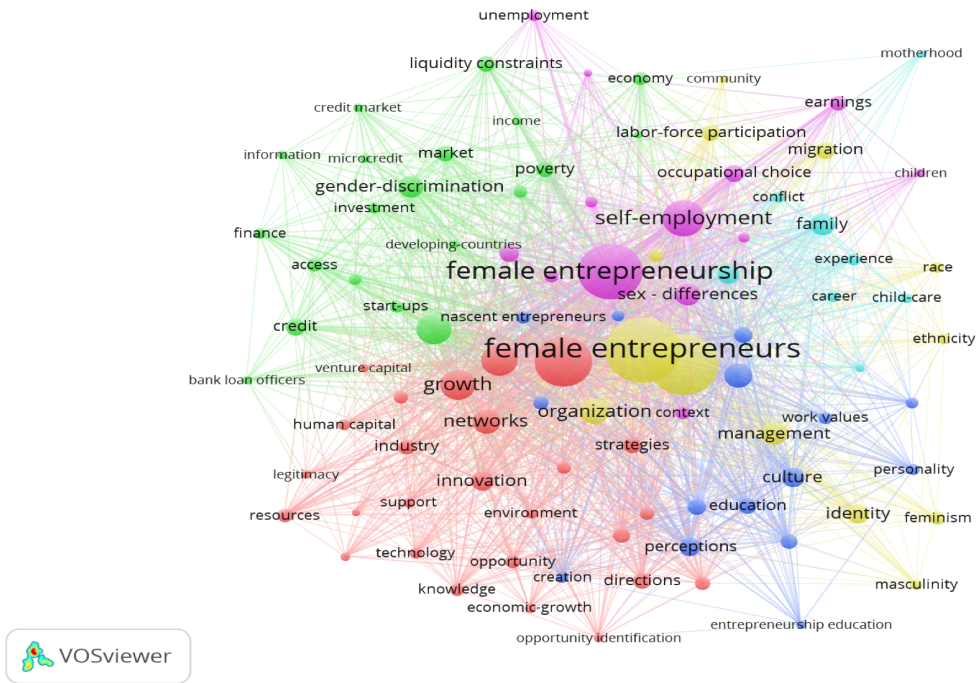 unemployment
motherhood
liquidity constraints
economy
community
credit market
earnings
income
labor-force participation
information
microcredit
market
migration
poverty
occupational choice
children
gender-discrimination
conflict
investment
self-employment
family
finance
developing-countries
experience
race
access
female entrepreneurship
sex - differences
career
child-care
start-ups
nascent entrepreneurs
credit
ethnicity
female entrepreneurs
venture capital
bank loan officers
growth
organization
context
human capital
networks
work values
management
industry
strategies
legitimacy
innovation
culture
personality
support
resources
environment
education
identity
feminism
technology
opportunity
perceptions
creation
directions
masculinity
knowledge
economic-growth
opportunity identification
entrepreneurship education
VOSviewer